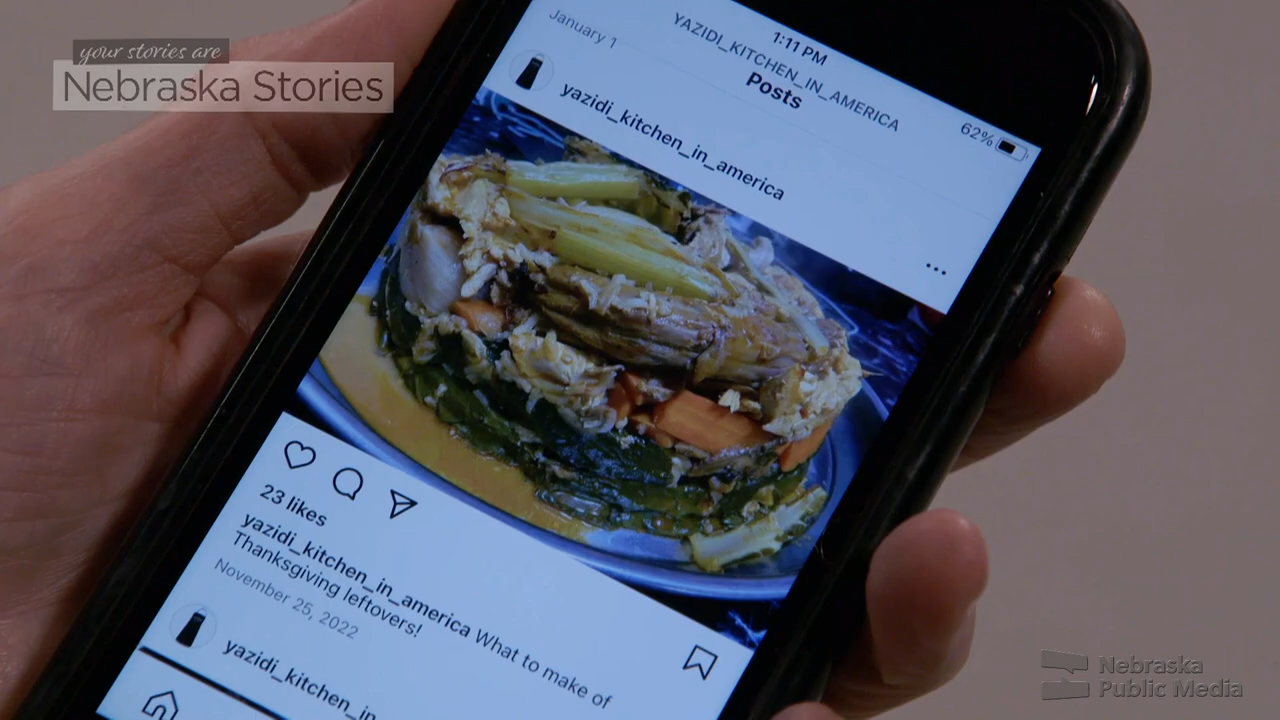 your stories are
Nebraska Stories
1:11 PM
62%
January 1
YAZIDI_KITCHEN_IN_AMERICA
Posts
yazidi_kitchen_in_america
23 likes
yazidi_kitchen_in_america What to make of
Thanksgiving leftovers!
November 25, 2022
yazidi_kitchen_in
Nebraska
Public Media